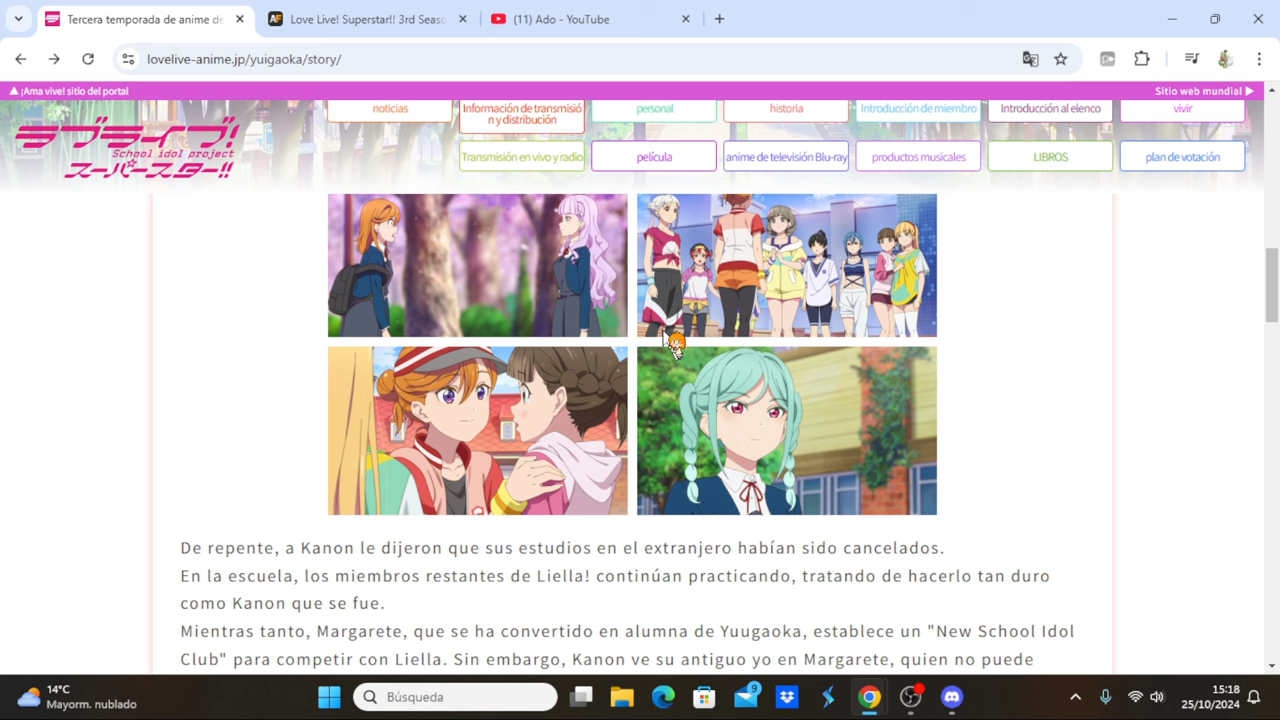 Tercera temporada de anime de
Love Live! Superstar!! 3rd Seaso
(11) Ado - YouTube
lovelive-anime.jp/yuigaoka/story/
▲ ¡Ama vive! sitio del portal
Sitio web mundial ▶
noticias
Información de transmisió
n y distribución
personal
historia
Introducción de miembro
Introducción al elenco
vivir
ラブライブ!
School idol project
スーパースター!!
Transmisión en vivo y radio
película
anime de televisión Blu-ray
productos musicales
LIBROS
plan de votación
De repente, a Kanon le dijeron que sus estudios en el extranjero habían sido cancelados.
En la escuela, los miembros restantes de Liella! continúan practicando, tratando de hacerlo tan duro
como Kanon que se fue.
Mientras tanto, Margarete, que se ha convertido en alumna de Yuugaoka, establece un "New School Idol
Club" para competir con Liella. Sin embargo, Kanon ve su antiguo yo en Margarete, quien no puede
14°C
Mayorm. nublado
Búsqueda
9
15:18
25/10/2024